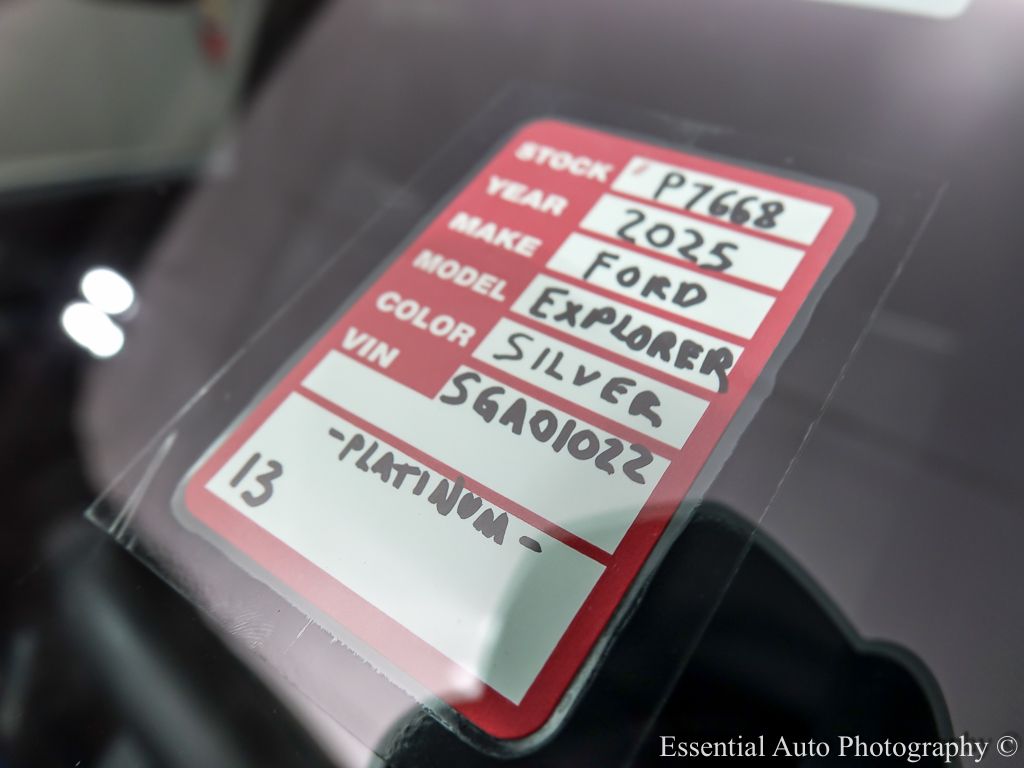 STOCK # P7668
YEAR 2025
MAKE FORD
MODEL EXPLORER
COLOR SILVER
VIN SGA01022
-PLATINUM-
13
Essential Auto Photography ©